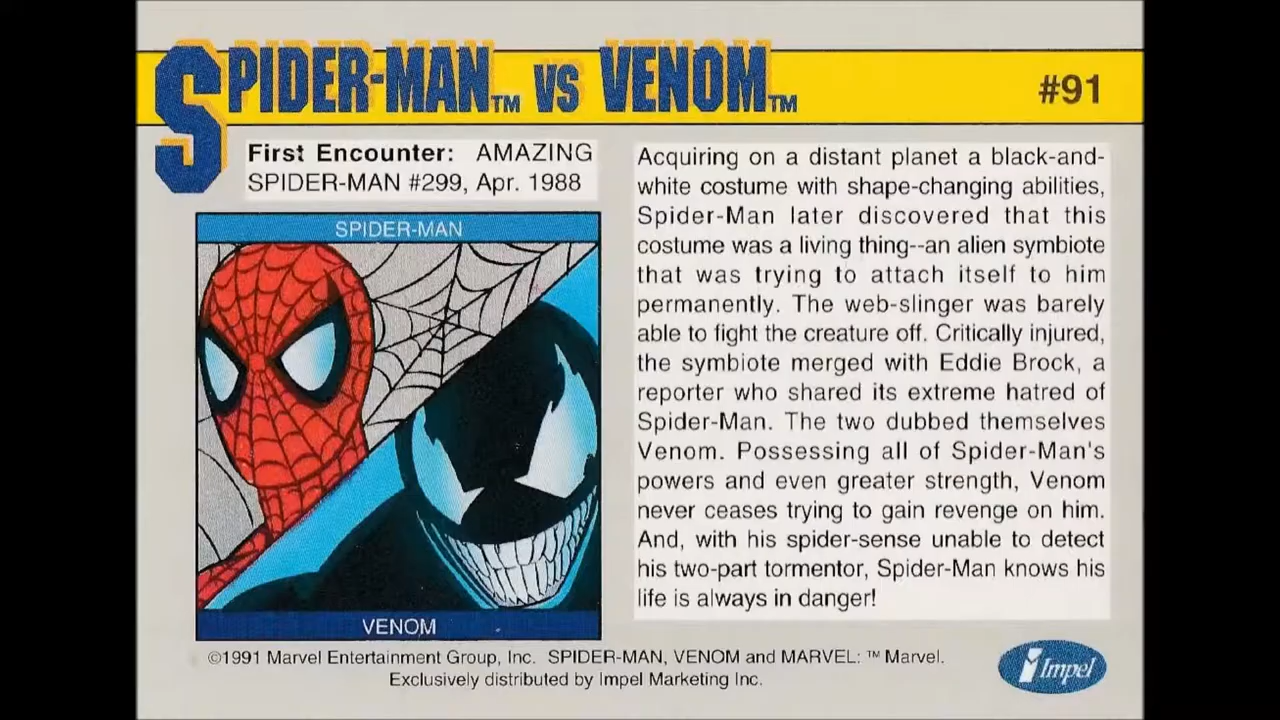 SPIDER-MAN™ VS VENOM™
#91
First Encounter: AMAZING
SPIDER-MAN #299, Apr. 1988
SPIDER-MAN
VENOM
Acquiring on a distant planet a black-and-
white costume with shape-changing abilities,
Spider-Man later discovered that this
costume was a living thing--an alien symbiote
that was trying to attach itself to him
permanently. The web-slinger was barely
able to fight the creature off. Critically injured,
the symbiote merged with Eddie Brock, a
reporter who shared its extreme hatred of
Spider-Man. The two dubbed themselves
Venom. Possessing all of Spider-Man's
powers and even greater strength, Venom
never ceases trying to gain revenge on him.
And, with his spider-sense unable to detect
his two-part tormentor, Spider-Man knows his
life is always in danger!
©1991 Marvel Entertainment Group, Inc. SPIDER-MAN, VENOM and MARVEL: ™ Marvel.
Exclusively distributed by Impel Marketing Inc.
Impel